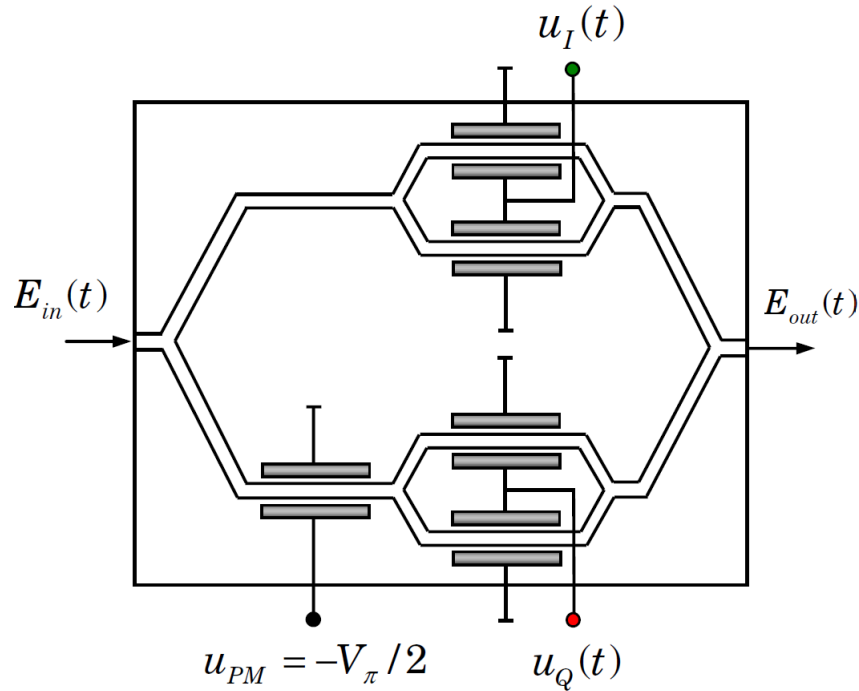 u_I(t)
E_in(t)
E_out(t)
u_PM = −V_π/2
u_Q(t)